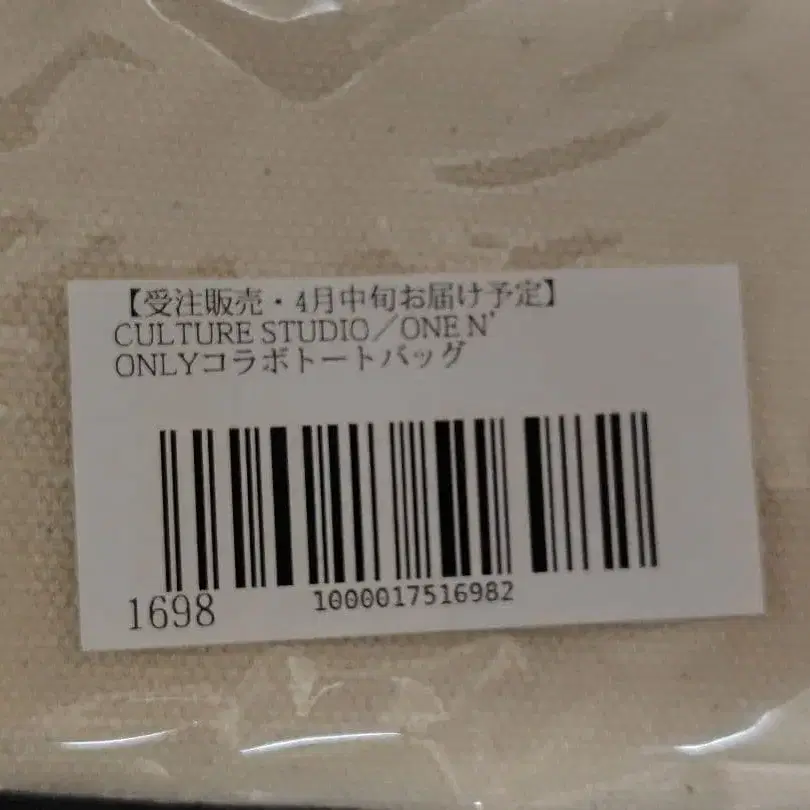 【受注販売・4月中旬お届け予定】
CULTURE STUDIO／ONE N'
ONLYコラボトートバッグ
1698
1000017516982